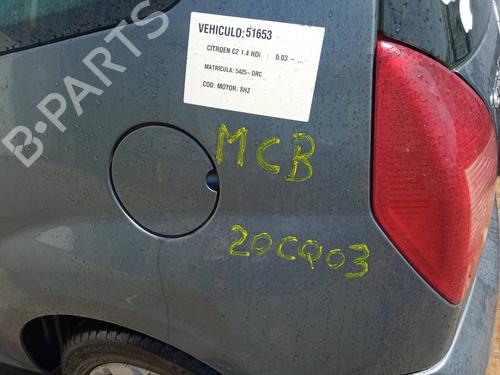 VEHICULO:51653
CITROEN C2 1.4 HDI 0.03 - ...
MATRICULA: 5425-DRC
COD. MOTOR: 8HZ
B-PARTS
MCB
20CQ03